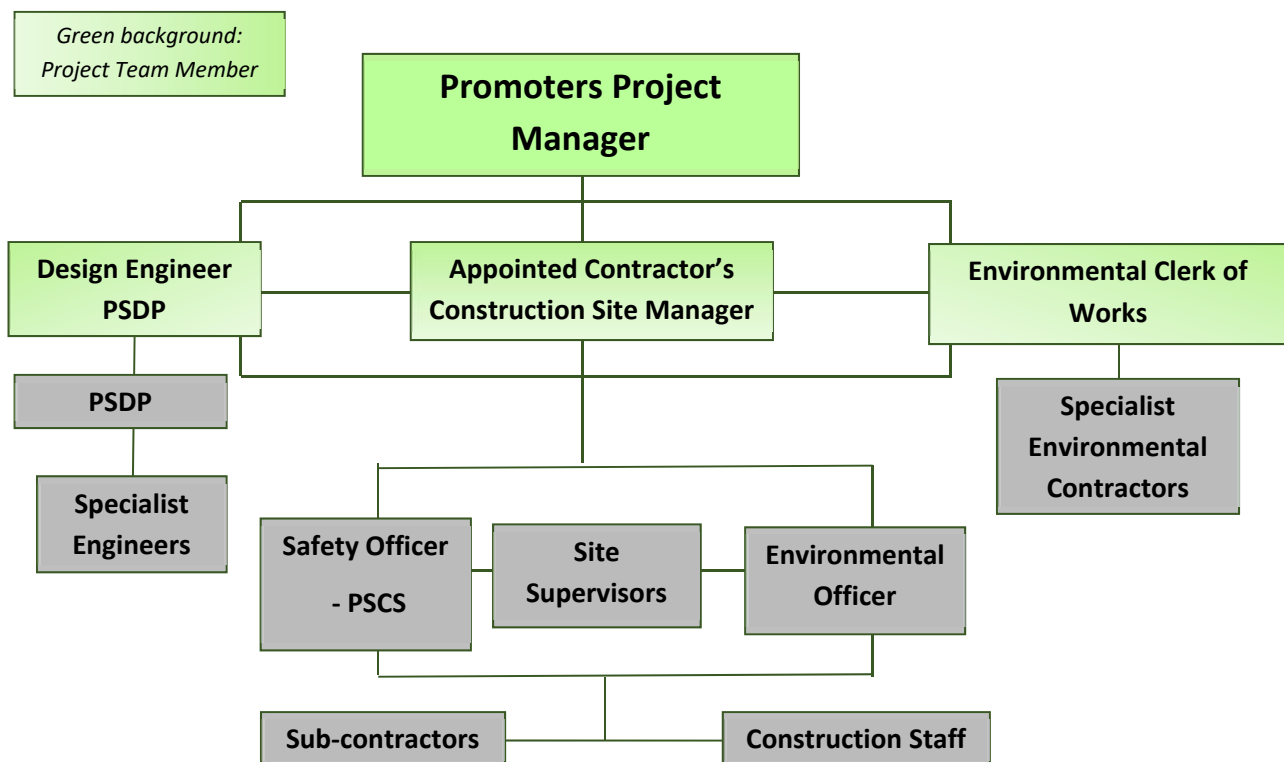 Green background:
Project Team Member
Promoters Project
Manager
Design Engineer
PSDP
Appointed Contractor’s
Construction Site Manager
Environmental Clerk of
Works
PSDP
Specialist
Engineers
Specialist
Environmental
Contractors
Safety Officer
- PSCS
Site
Supervisors
Environmental
Officer
Sub-contractors
Construction Staff